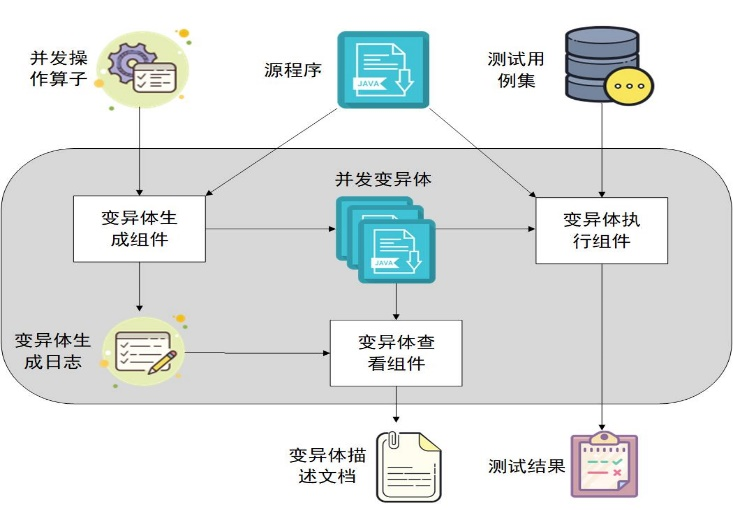 并发操
作算子
源程序
JAVA
测试用
例集
并发变异体
变异体生
成组件
JAVA
变异体执
行组件
变异体生
成日志
变异体查
看组件
变异体描
述文档
测试结果